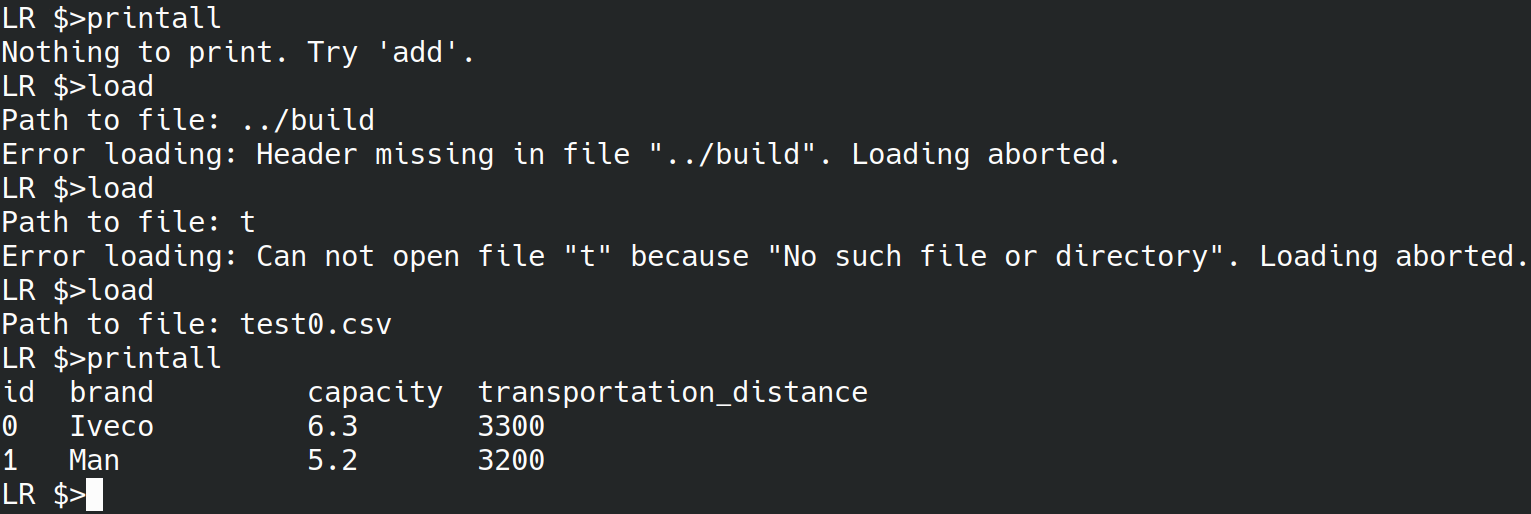 LR $>printall
Nothing to print. Try 'add'.
LR $>load
Path to file: ../build
Error loading: Header missing in file "../build". Loading aborted.
LR $>load
Path to file: t
Error loading: Can not open file "t" because "No such file or directory". Loading aborted.
LR $>load
Path to file: test0.csv
LR $>printall
id  brand         capacity  transportation_distance
0   Iveco         6.3       3300
1   Man           5.2       3200
LR $>